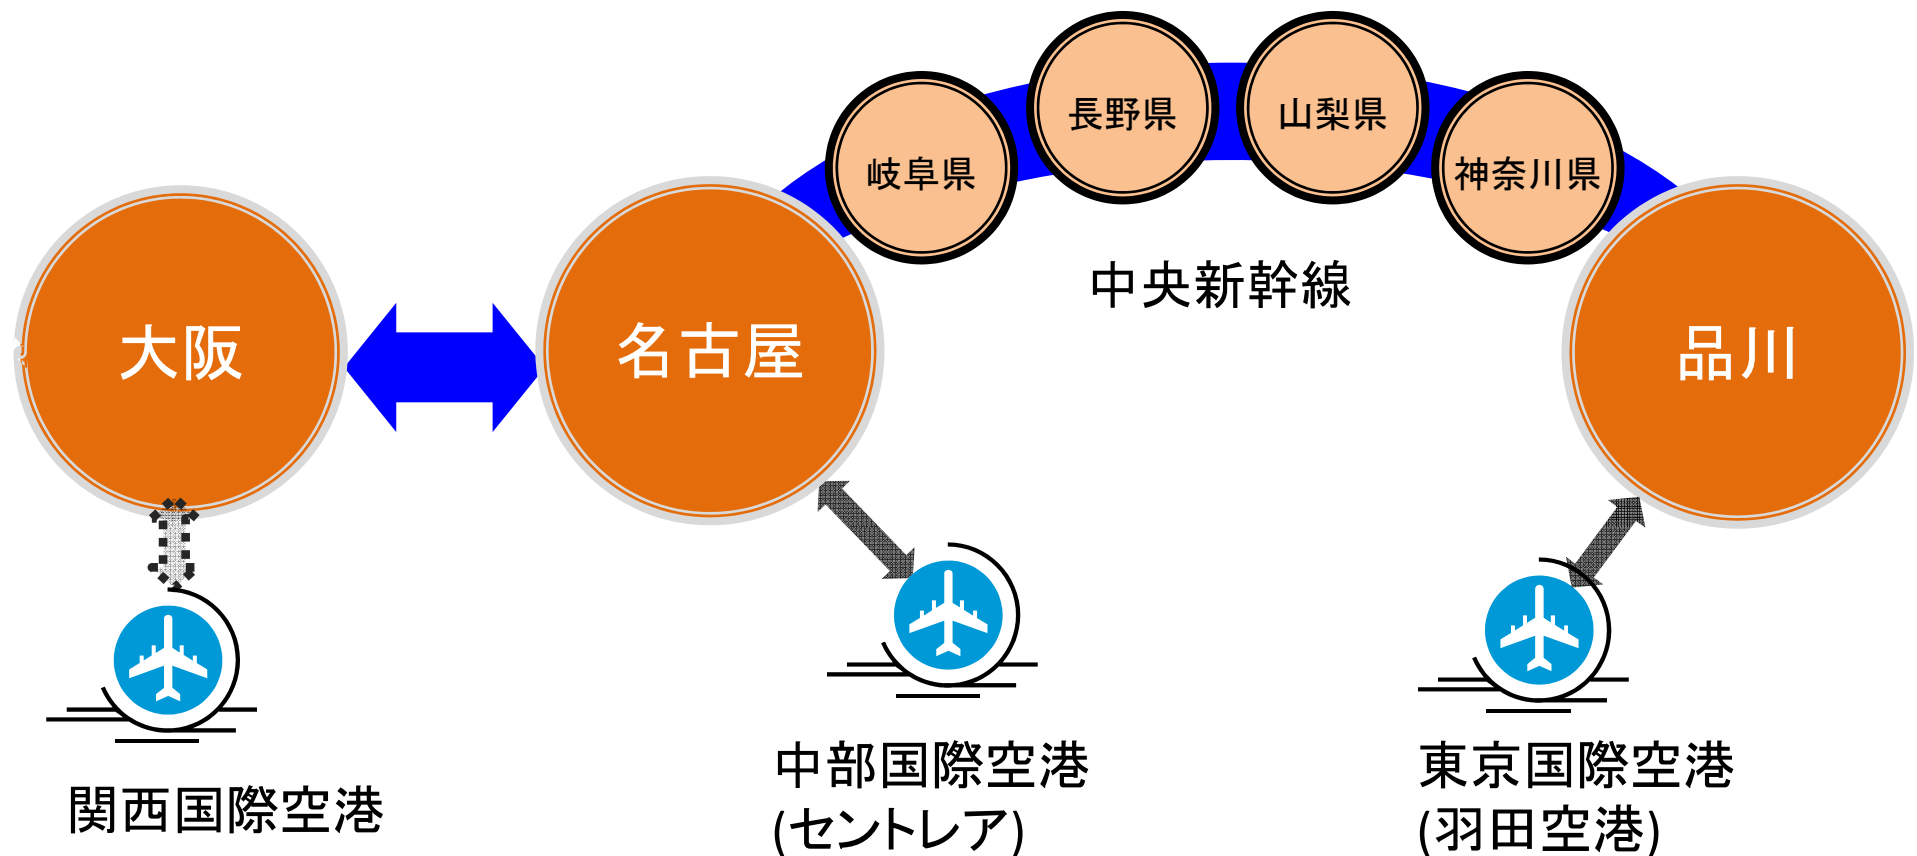 岐阜県
長野県
山梨県
神奈川県
中央新幹線
大阪
名古屋
品川
関西国際空港
中部国際空港
(セントレア)
東京国際空港
(羽田空港)